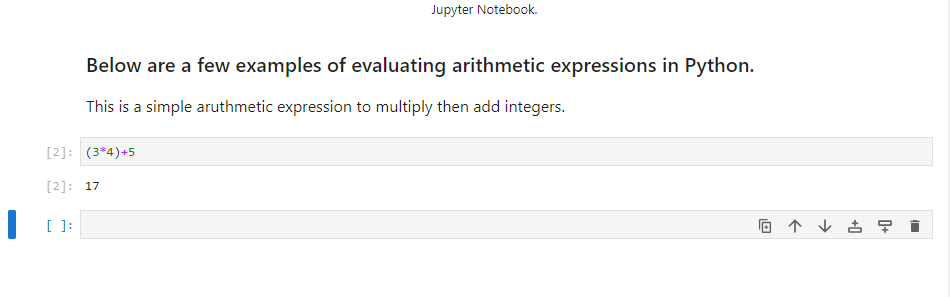 Jupyter Notebook.
Below are a few examples of evaluating arithmetic expressions in Python.
This is a simple aruthmetic expression to multiply then add integers.
[2]: (3*4)+5
[2]: 17
[ ]: